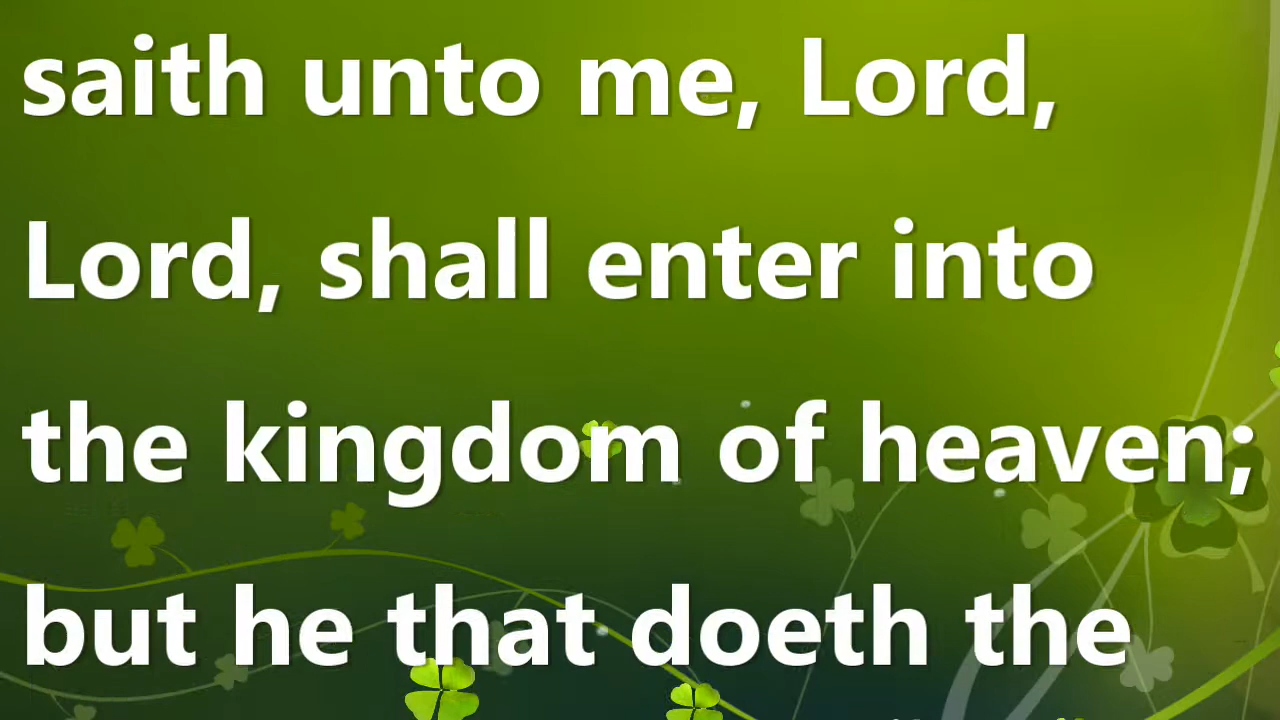 saith unto me, Lord,
Lord, shall enter into
the kingdom of heaven;
but he that doeth the